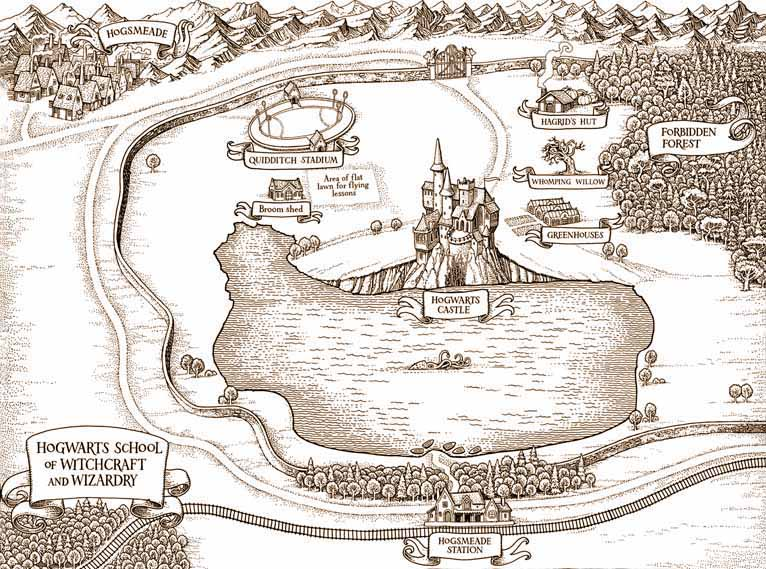 HOGSMEADE
HAGRID'S HUT
FORBIDDEN
FOREST
QUIDDITCH STADIUM
Area of flat
lawn for flying
lessons
WHOMPING WILLOW
Broom shed
GREENHOUSES
HOGWARTS
CASTLE
HOGWARTS SCHOOL
OF WITCHCRAFT
AND WIZARDRY
HOGSMEADE
STATION